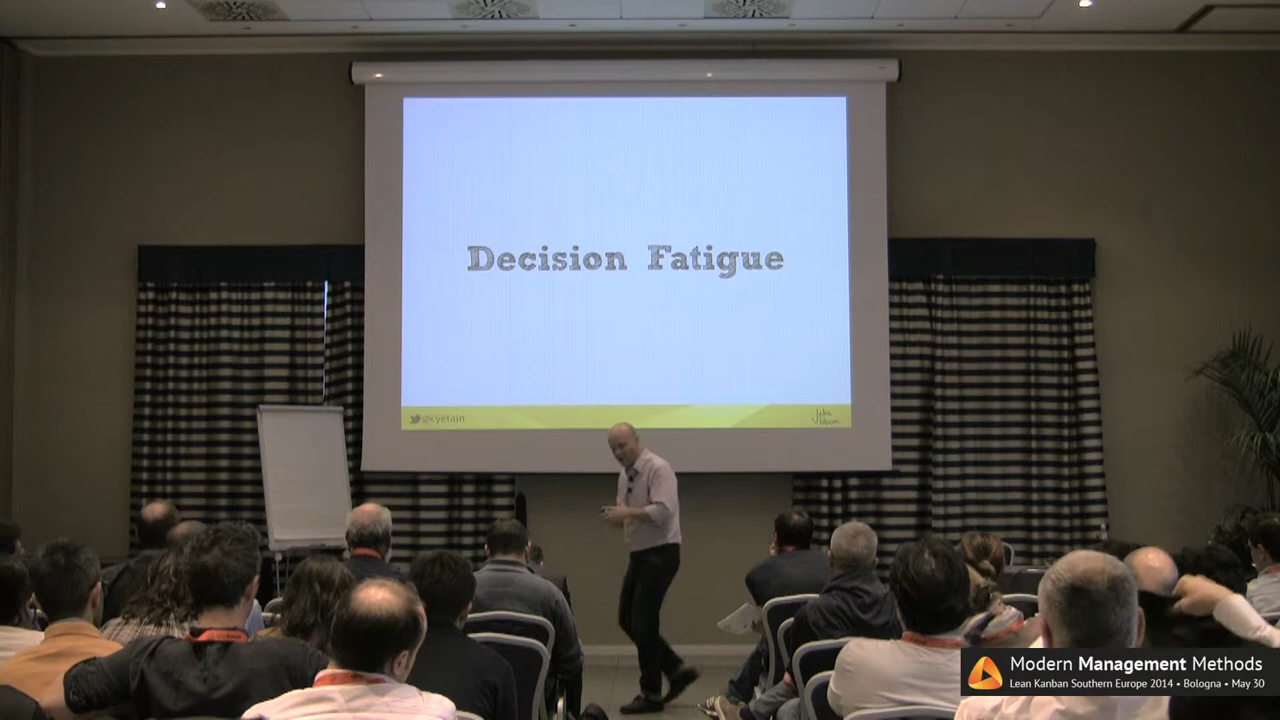 Decision Fatigue
@cyetain
Modern Management Methods
Lean Kanban Southern Europe 2014 • Bologna • May 30